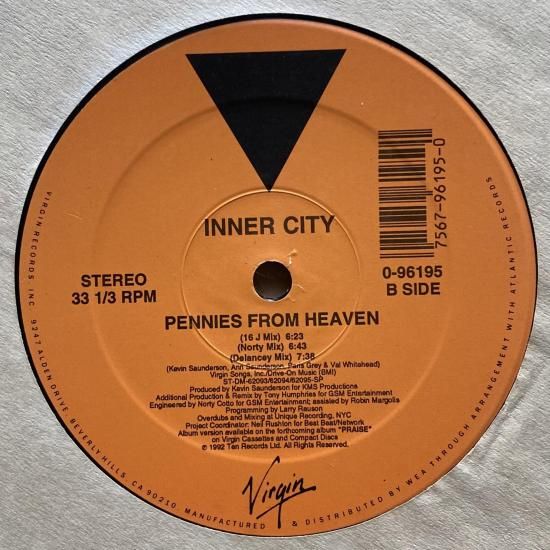 INNER CITY
7567-96195-0
STEREO
33 1/3 RPM
0-96195
B SIDE
PENNIES FROM HEAVEN
(16 J Mix) 6:23
(Norty Mix) 6:43
(Delancey Mix) 7:38
(Kevin Saunderson, Ann Saunderson, Paris Grey & Val Whitehead)
Virgin Songs, Inc./Drive-On Music (BMI)
ST-DM-62093/62094/62095-SP
Produced by Kevin Saunderson for KMS Productions
Additional Production & Remix by Tony Humphries for GSM Entertainment
Engineered by Norty Cotto for GSM Entertainment; assisted by Robin Margolis
Programming by Larry Rauson
Overdubs and Mixing at Unique Recording, NYC
Project Coordinator: Neil Rushton for Beat Beat/Network
Album version available on the forthcoming album "PRAISE"
on Virgin Cassettes and Compact Discs
℗ 1992 Ten Records Ltd. All Rights Reserved.
Virgin
VIRGIN RECORDS, INC. 9247 ALDEN DRIVE, BEVERLY HILLS, CA 90210. MANUFACTURED & DISTRIBUTED BY WEA THROUGH ARRANGEMENT WITH ATLANTIC RECORDS